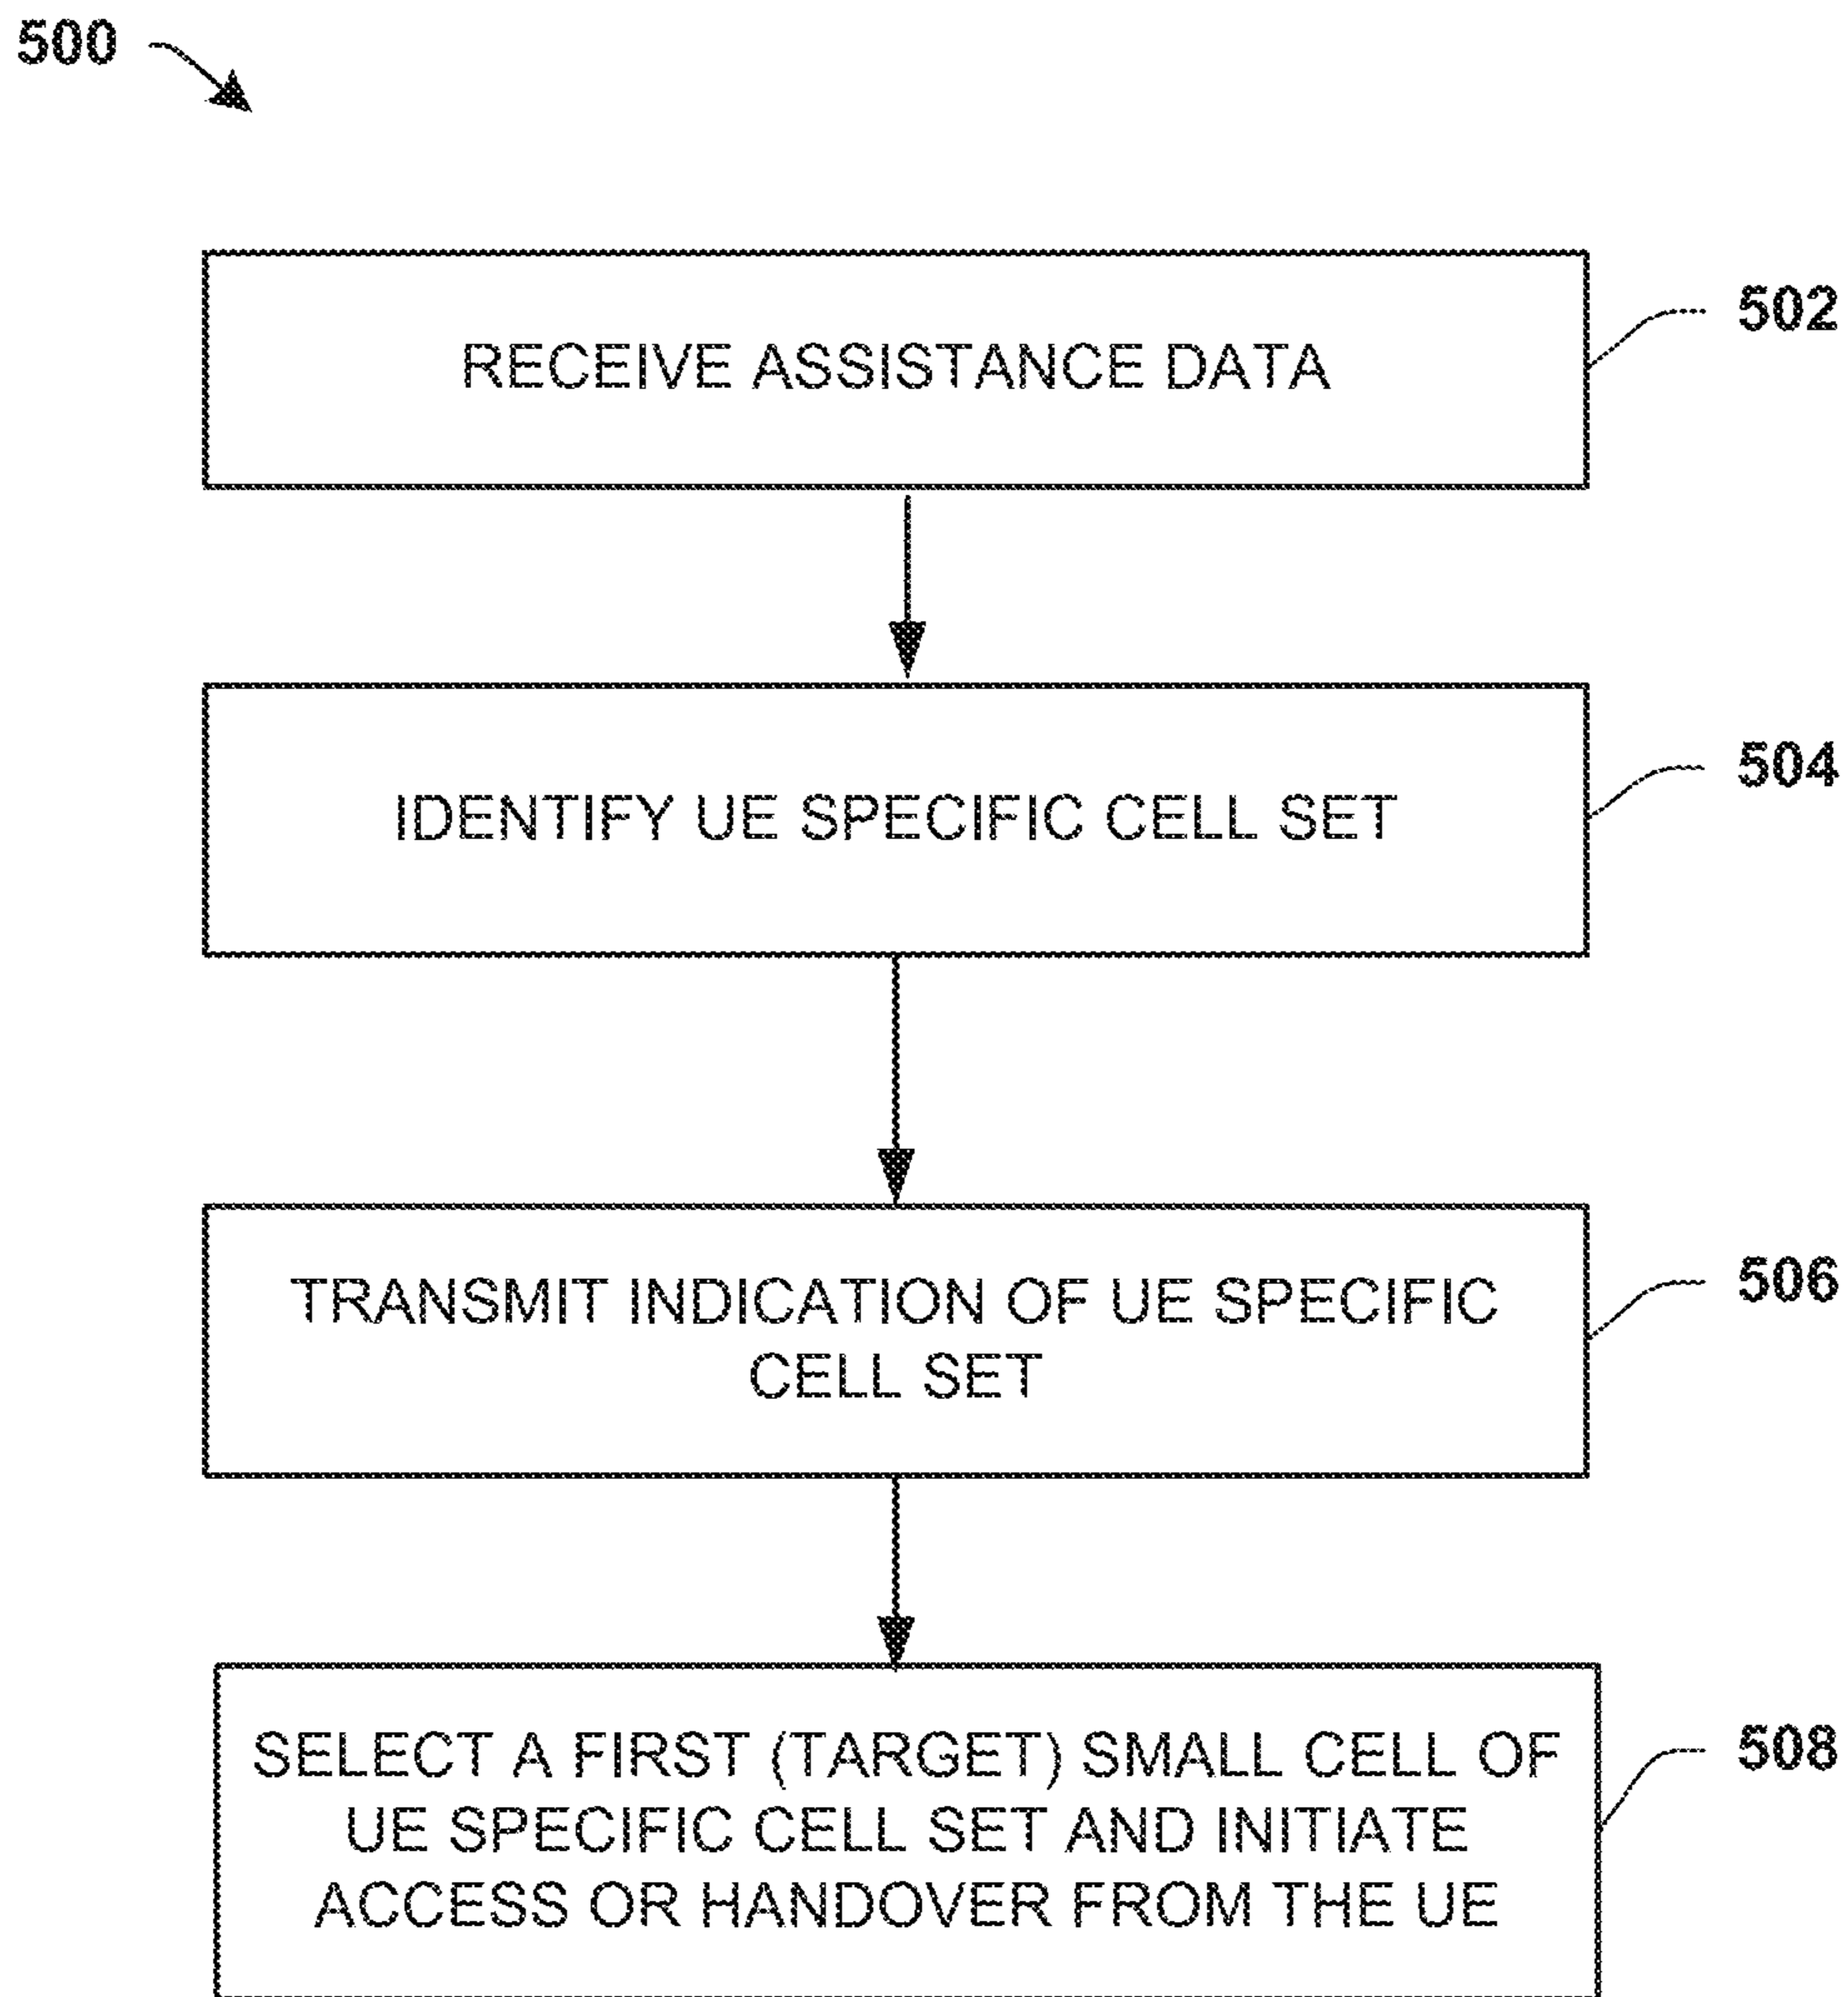 500
RECEIVE ASSISTANCE DATA
502
IDENTIFY UE SPECIFIC CELL SET
504
TRANSMIT INDICATION OF UE SPECIFIC
CELL SET
506
SELECT A FIRST (TARGET) SMALL CELL OF
UE SPECIFIC CELL SET AND INITIATE
ACCESS OR HANDOVER FROM THE UE
508